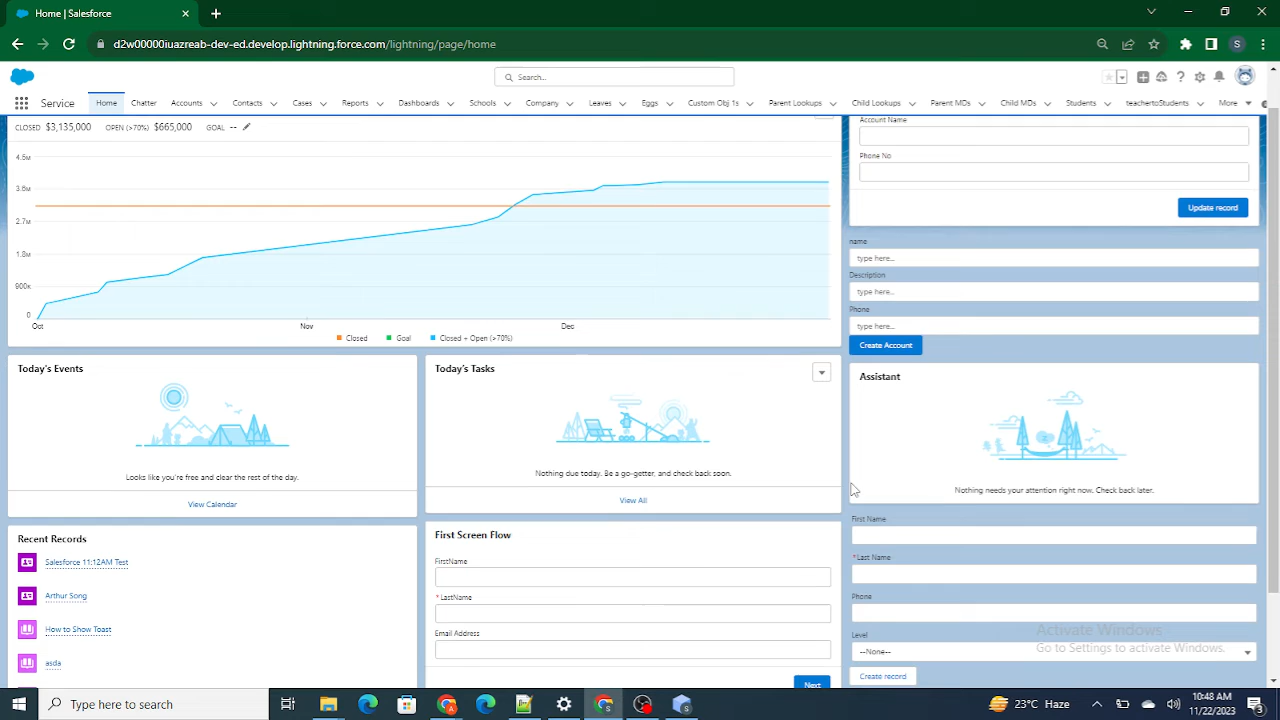 Home | Salesforce
d2w00000iuazreab-dev-ed.develop.lightning.force.com/lightning/page/home
S
Search...
Service
Home
Chatter
Accounts
Contacts
Cases
Reports
Dashboards
Schools
Company
Leaves
Eggs
Custom Obj 1s
Parent Lookups
Child Lookups
Parent MDs
Child MDs
Students
teachertoStudents
More
CLOSED $3,135,000 OPEN (>70%) $665,000 GOAL --
4.5M
3.6M
2.7M
1.8M
900K
0
Oct
Nov
Dec
Closed
Goal
Closed + Open (>70%)
Account Name
Phone No
Update record
name
type here...
Description
type here...
Phone
type here...
Create Account
Today's Events
Looks like you're free and clear the rest of the day.
View Calendar
Today's Tasks
Nothing due today. Be a go-getter, and check back soon.
View All
Assistant
Nothing needs your attention right now. Check back later.
Recent Records
Salesforce 11:12AM Test
Arthur Song
How to Show Toast
asda
First Screen Flow
FirstName
* LastName
Email Address
Next
First Name
*Last Name
Phone
Level
--None--
Create record
Activate Windows
Go to Settings to activate Windows.
Type here to search
23°C Haze
10:48 AM
11/22/2023
3